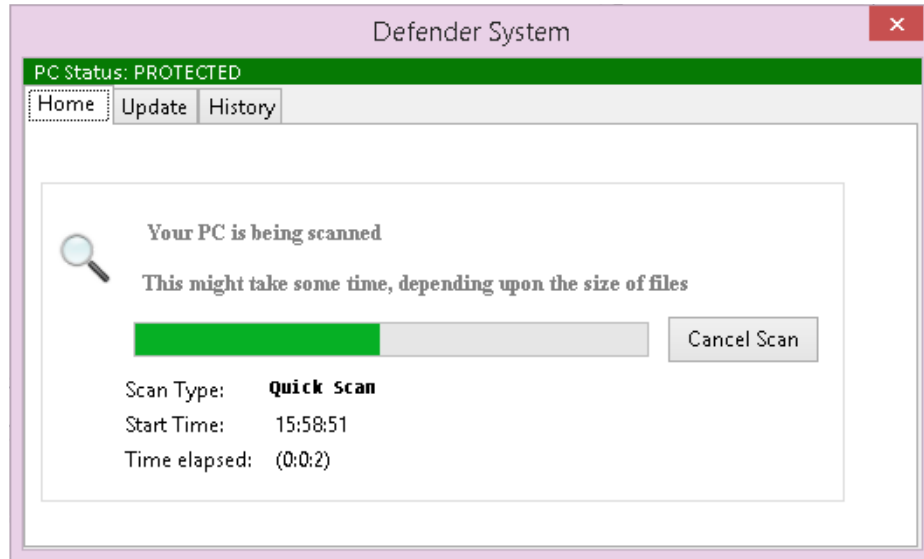 Defender System
PC Status: PROTECTED
Home Update History
Your PC is being scanned
This might take some time, depending upon the size of files
Cancel Scan
Scan Type: Quick Scan
Start Time: 15:58:51
Time elapsed: (0:0:2)